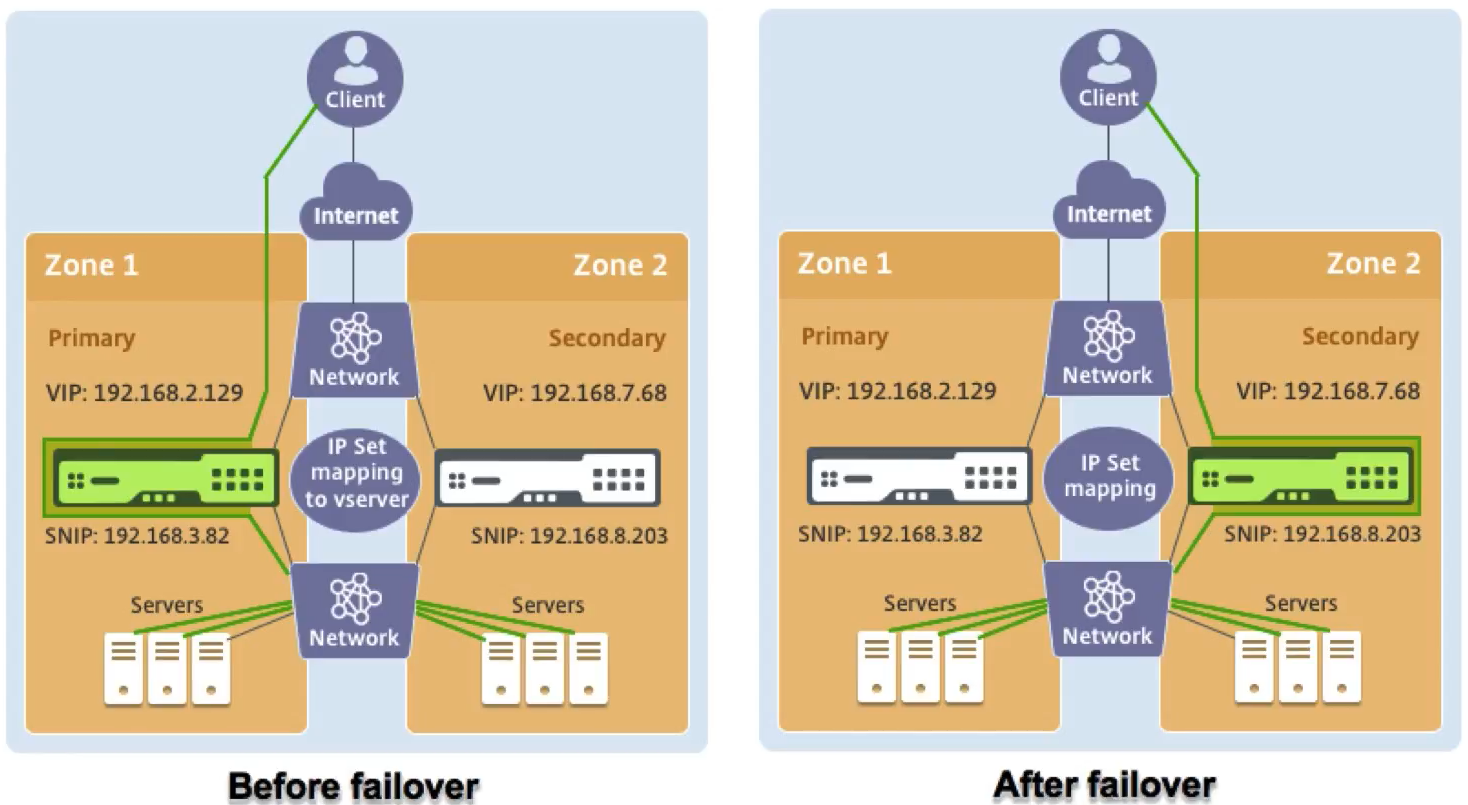 Client
Internet
Zone 1
Zone 2
Primary
Secondary
Network
VIP: 192.168.2.129
VIP: 192.168.7.68
IP Set
mapping
to vserver
SNIP: 192.168.3.82
SNIP: 192.168.8.203
Servers
Servers
Network
Before failover
Client
Internet
Zone 1
Zone 2
Primary
Secondary
Network
VIP: 192.168.2.129
VIP: 192.168.7.68
IP Set
mapping
SNIP: 192.168.3.82
SNIP: 192.168.8.203
Servers
Servers
Network
After failover